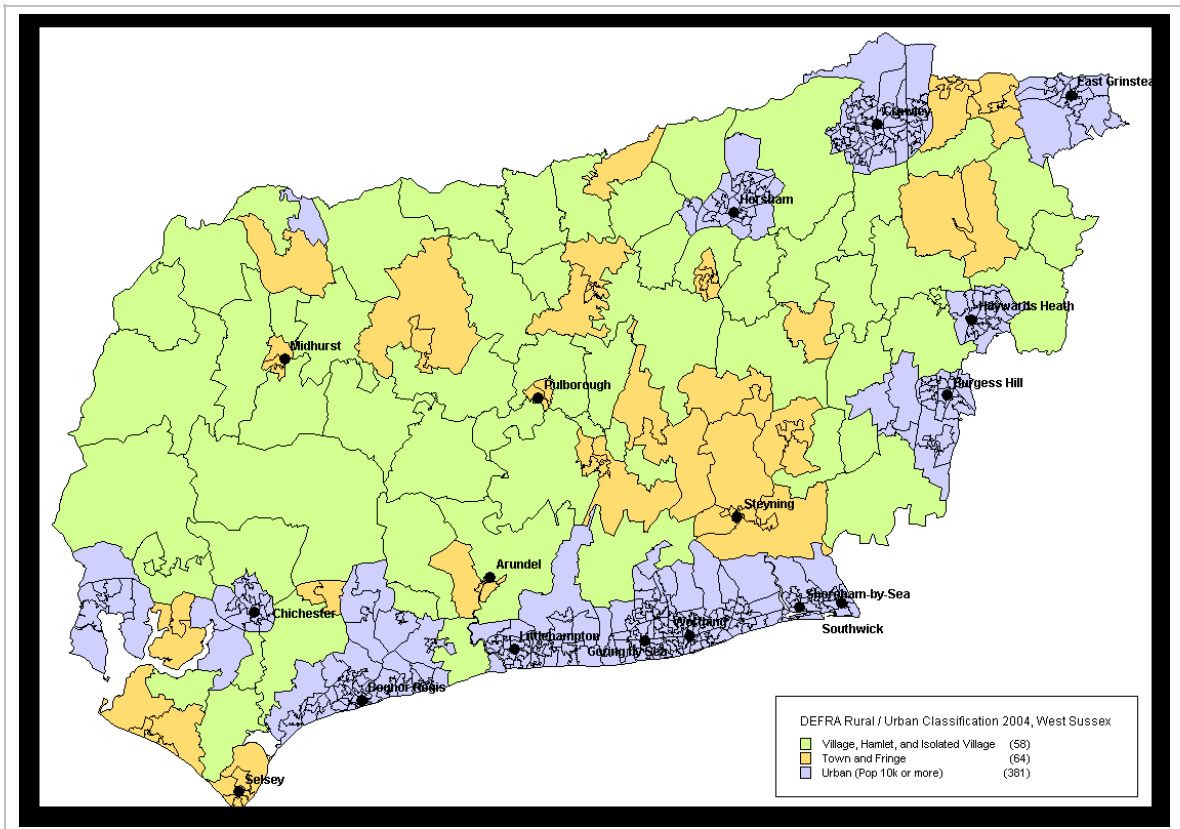 East Grinstea
Crawley
Horsham
Haywards Heath
Midhurst
Burgess Hill
Pulborough
Steyning
Arundel
Shoreham-by-Sea
Chichester
Southwick
Worthing
Littlehampton
Goring by Sea
Bognor Regis
Selsey
DEFRA Rural / Urban Classification 2004, West Sussex
Village, Hamlet, and Isolated Village (58)
Town and Fringe (64)
Urban (Pop 10k or more) (381)